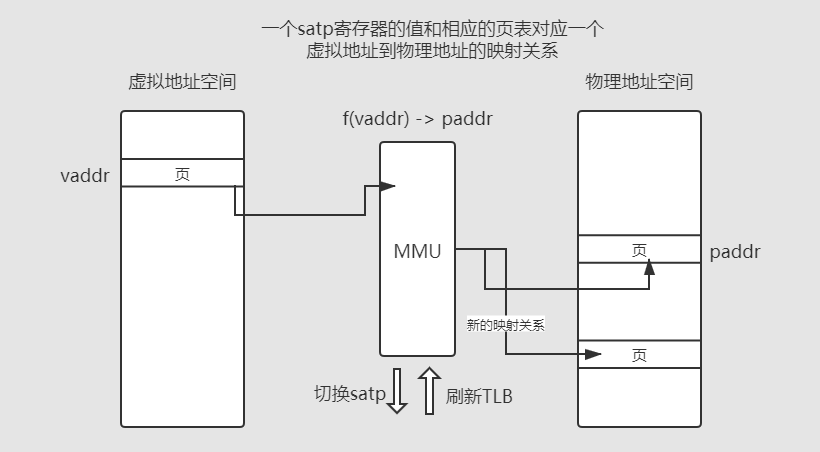 一个satp寄存器的值和相应的页表对应一个
虚拟地址到物理地址的映射关系
虚拟地址空间
物理地址空间
f(vaddr) -> paddr
vaddr
页
MMU
页
paddr
新的映射关系
页
切换satp
刷新TLB